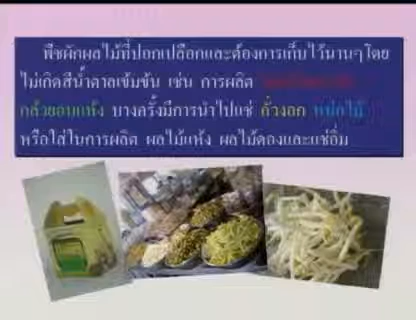 พืชผักผลไม้ที่ปอกเปลือกและต้องการเก็บไว้นานๆโดย
ไม่เกิดสีน้ำตาลเข้มขึ้น เช่น การผลิต
กล้วยอบแห้ง บางครั้งมีการนำไปแช่ ถั่วงอก หน่อไม้
หรือใส่ในการผลิต ผลไม้แห้ง ผลไม้ดองและแช่อิ่ม